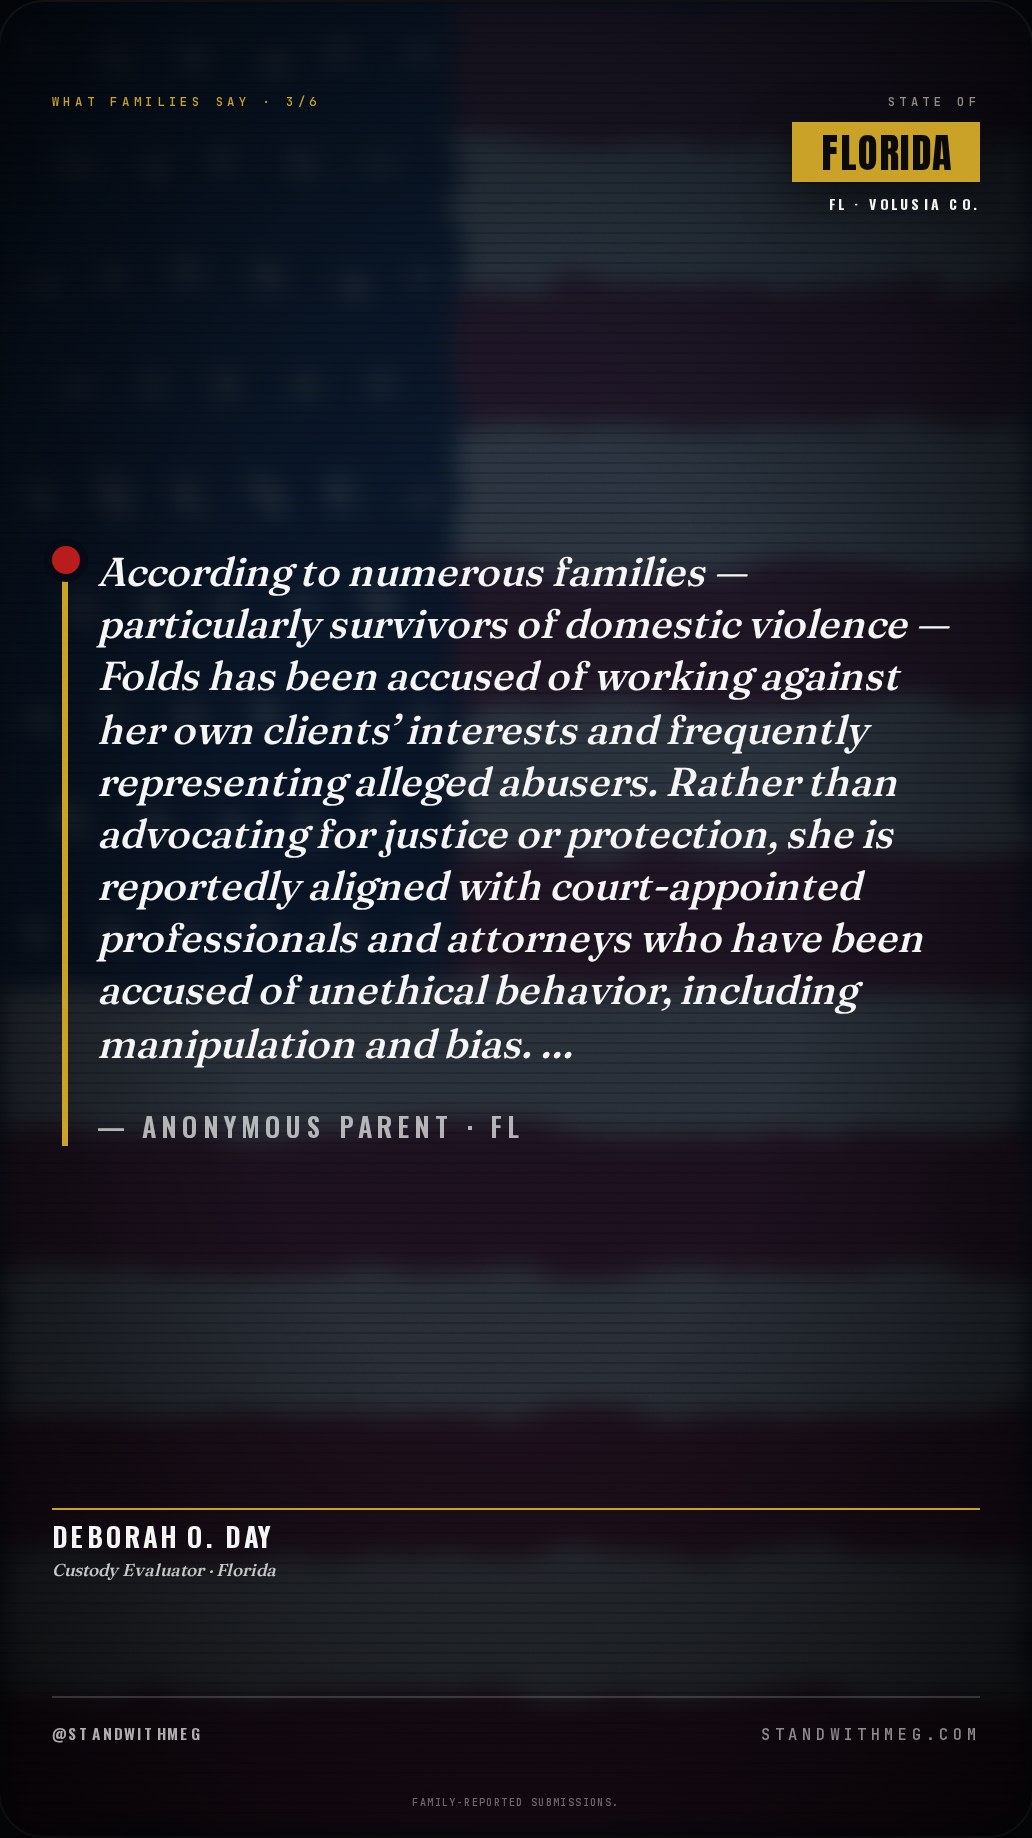 WHAT FAMILIES SAY · 3/6
STATE OF
FLORIDA
FL · VOLUSIA CO.
According to numerous families —
particularly survivors of domestic violence —
Folds has been accused of working against
her own clients’ interests and frequently
representing alleged abusers. Rather than
advocating for justice or protection, she is
reportedly aligned with court-appointed
professionals and attorneys who have been
accused of unethical behavior, including
manipulation and bias. ...
— ANONYMOUS PARENT · FL
DEBORAH O. DAY
Custody Evaluator · Florida
@STANDWITHMEG
STANDWITHMEG.COM
FAMILY-REPORTED SUBMISSIONS.